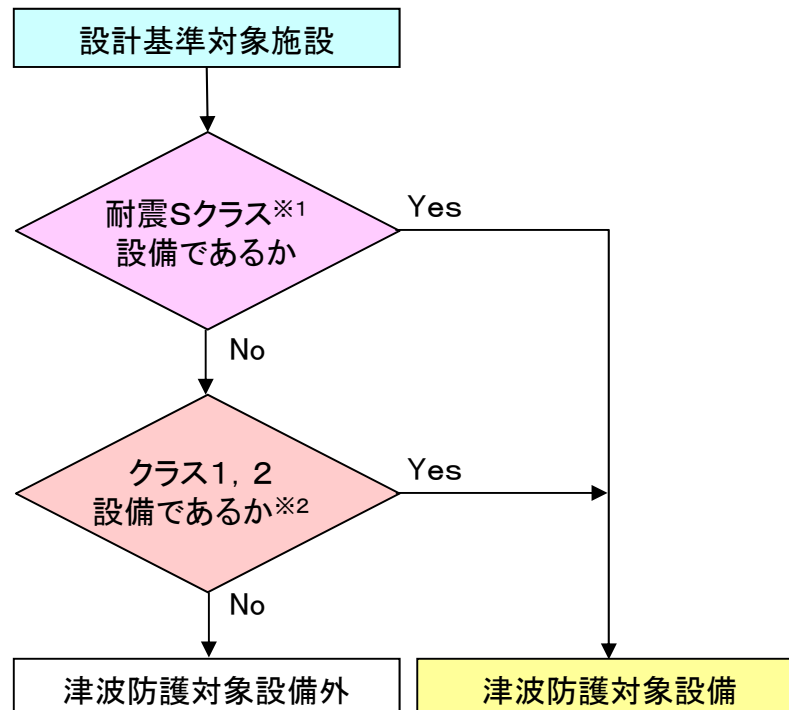 設計基準対象施設
耐震Sクラス※1
設備であるか
Yes
No
クラス1,2
設備であるか※2
Yes
No
津波防護対象設備外
津波防護対象設備